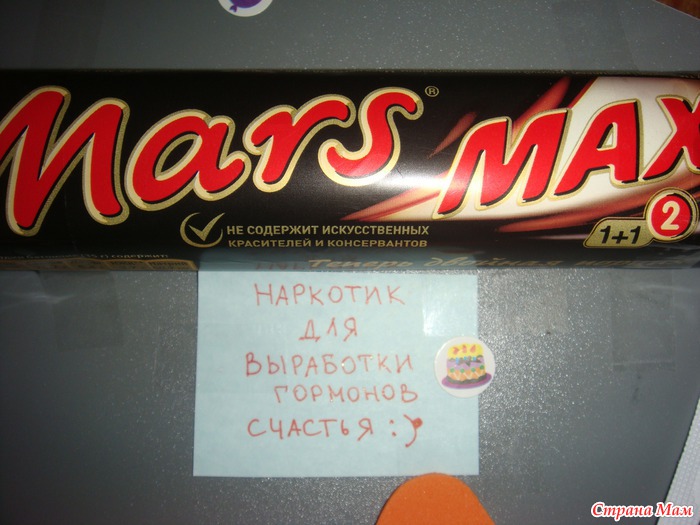 Mars® MAX
НЕ СОДЕРЖИТ ИСКУССТВЕННЫХ
КРАСИТЕЛЕЙ И КОНСЕРВАНТОВ
1+1 2
НАРКОТИК
ДЛЯ
ВЫРАБОТКИ
ГОРМОНОВ
СЧАСТЬЯ :)
Страна Мам